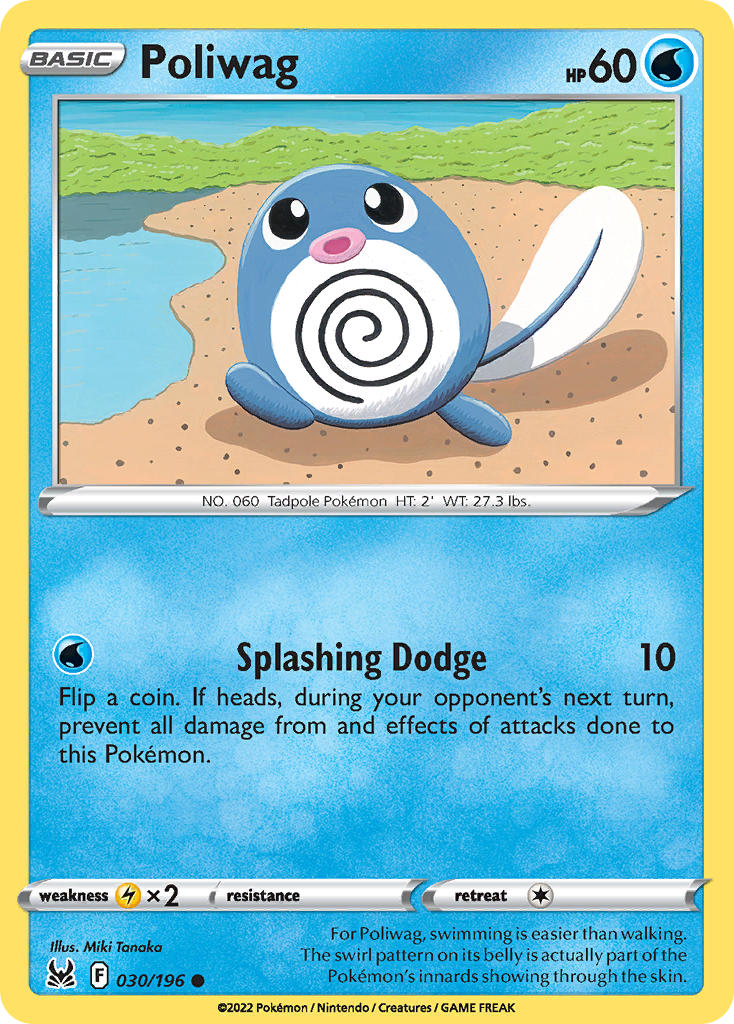 BASIC
Poliwag
HP 60
NO. 060 Tadpole Pokémon HT: 2' WT: 27.3 lbs.
Splashing Dodge 10
Flip a coin. If heads, during your opponent's next turn,
prevent all damage from and effects of attacks done to
this Pokémon.
weakness ×2 resistance retreat
Illus. Miki Tanaka
For Poliwag, swimming is easier than walking.
The swirl pattern on its belly is actually part of the
Pokémon's innards showing through the skin.
F 030/196
©2022 Pokémon / Nintendo / Creatures / GAME FREAK